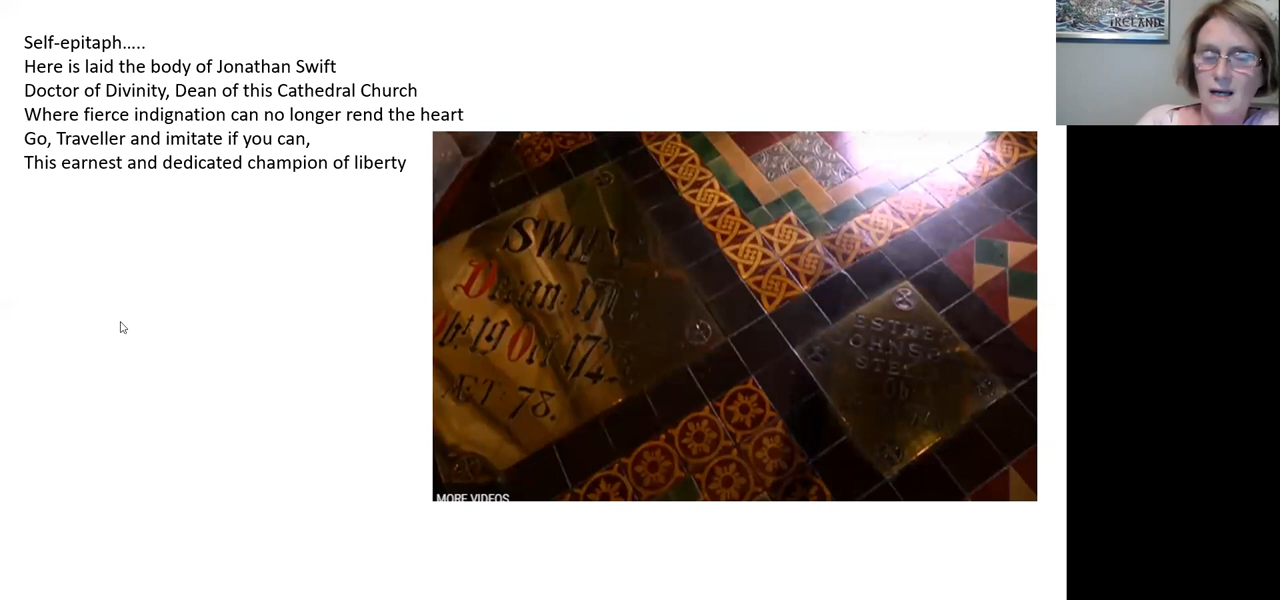 Self-epitaph.....
Here is laid the body of Jonathan Swift
Doctor of Divinity, Dean of this Cathedral Church
Where fierce indignation can no longer rend the heart
Go, Traveller and imitate if you can,
This earnest and dedicated champion of liberty
IRELAND
ÆT: 78.
MORE VIDEOS